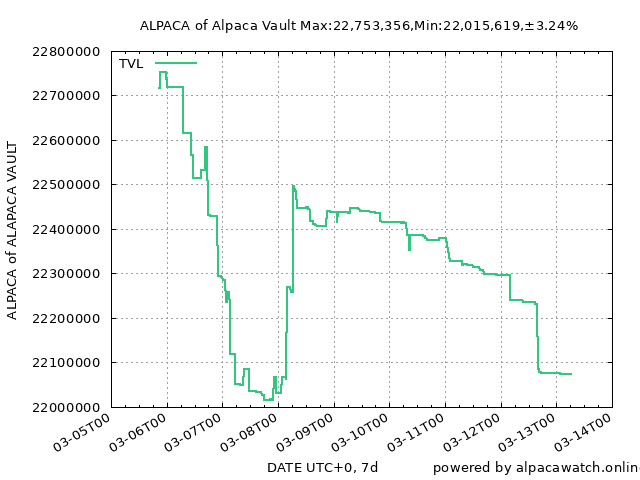 ALPACA of Alpaca Vault Max:22,753,356,Min:22,015,619,±3.24%
TVL
22800000
22700000
22600000
22500000
22400000
22300000
22200000
22100000
22000000
ALPACA of ALAPACA VAULT
03-05T00
03-06T00
03-07T00
03-08T00
03-09T00
03-10T00
03-11T00
03-12T00
03-13T00
03-14T00
DATE UTC+0, 7d
powered by alpacawatch.online